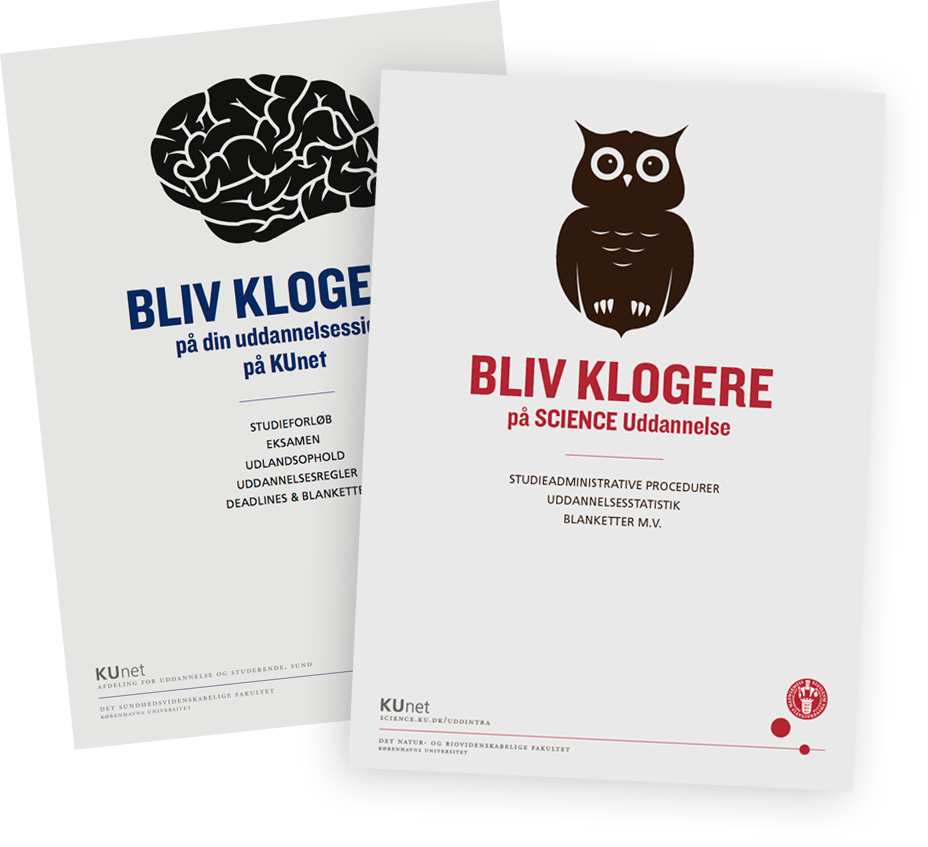 BLIV KLOGE
på din uddannelsessi
på KUnet
STUDIEFORLØB
EKSAMEN
UDLANDSOPHOLD
UDDANNELSESREGLER
DEADLINES & BLANKETTE
KUnet
AFDELING FOR UDDANNELSE OG STUDERENDE, SUND
DET SUNDHEDSVIDENSKABELIGE FAKULTET
KØBENHAVNS UNIVERSITET
BLIV KLOGERE
på SCIENCE Uddannelse
STUDIEADMINISTRATIVE PROCEDURER
UDDANNELSESSTATISTIK
BLANKETTER M.V.
KUnet
SCIENCE.KU.DK/UDDINTRA
DET NATUR- OG BIOVIDENSKABELIGE FAKULTET
KØBENHAVNS UNIVERSITET